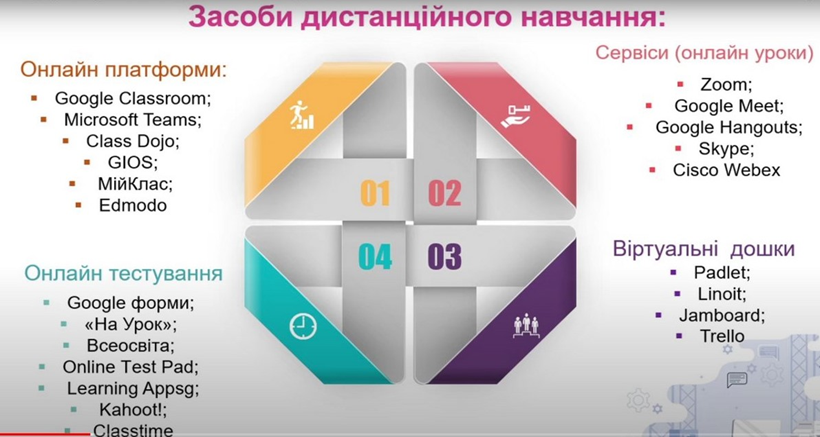 Засоби дистанційного навчання:
Онлайн платформи:
Google Classroom;
Microsoft Teams;
Class Dojo;
GIOS;
МійКлас;
Edmodo
01
02
Сервіси (онлайн уроки)
Zoom;
Google Meet;
Google Hangouts;
Skype;
Cisco Webex
04
03
Онлайн тестування
Google форми;
«На Урок»;
Всеосвіта;
Online Test Pad;
Learning Appsg;
Kahoot!;
Classtime
Віртуальні дошки
Padlet;
Linoit;
Jamboard;
Trello